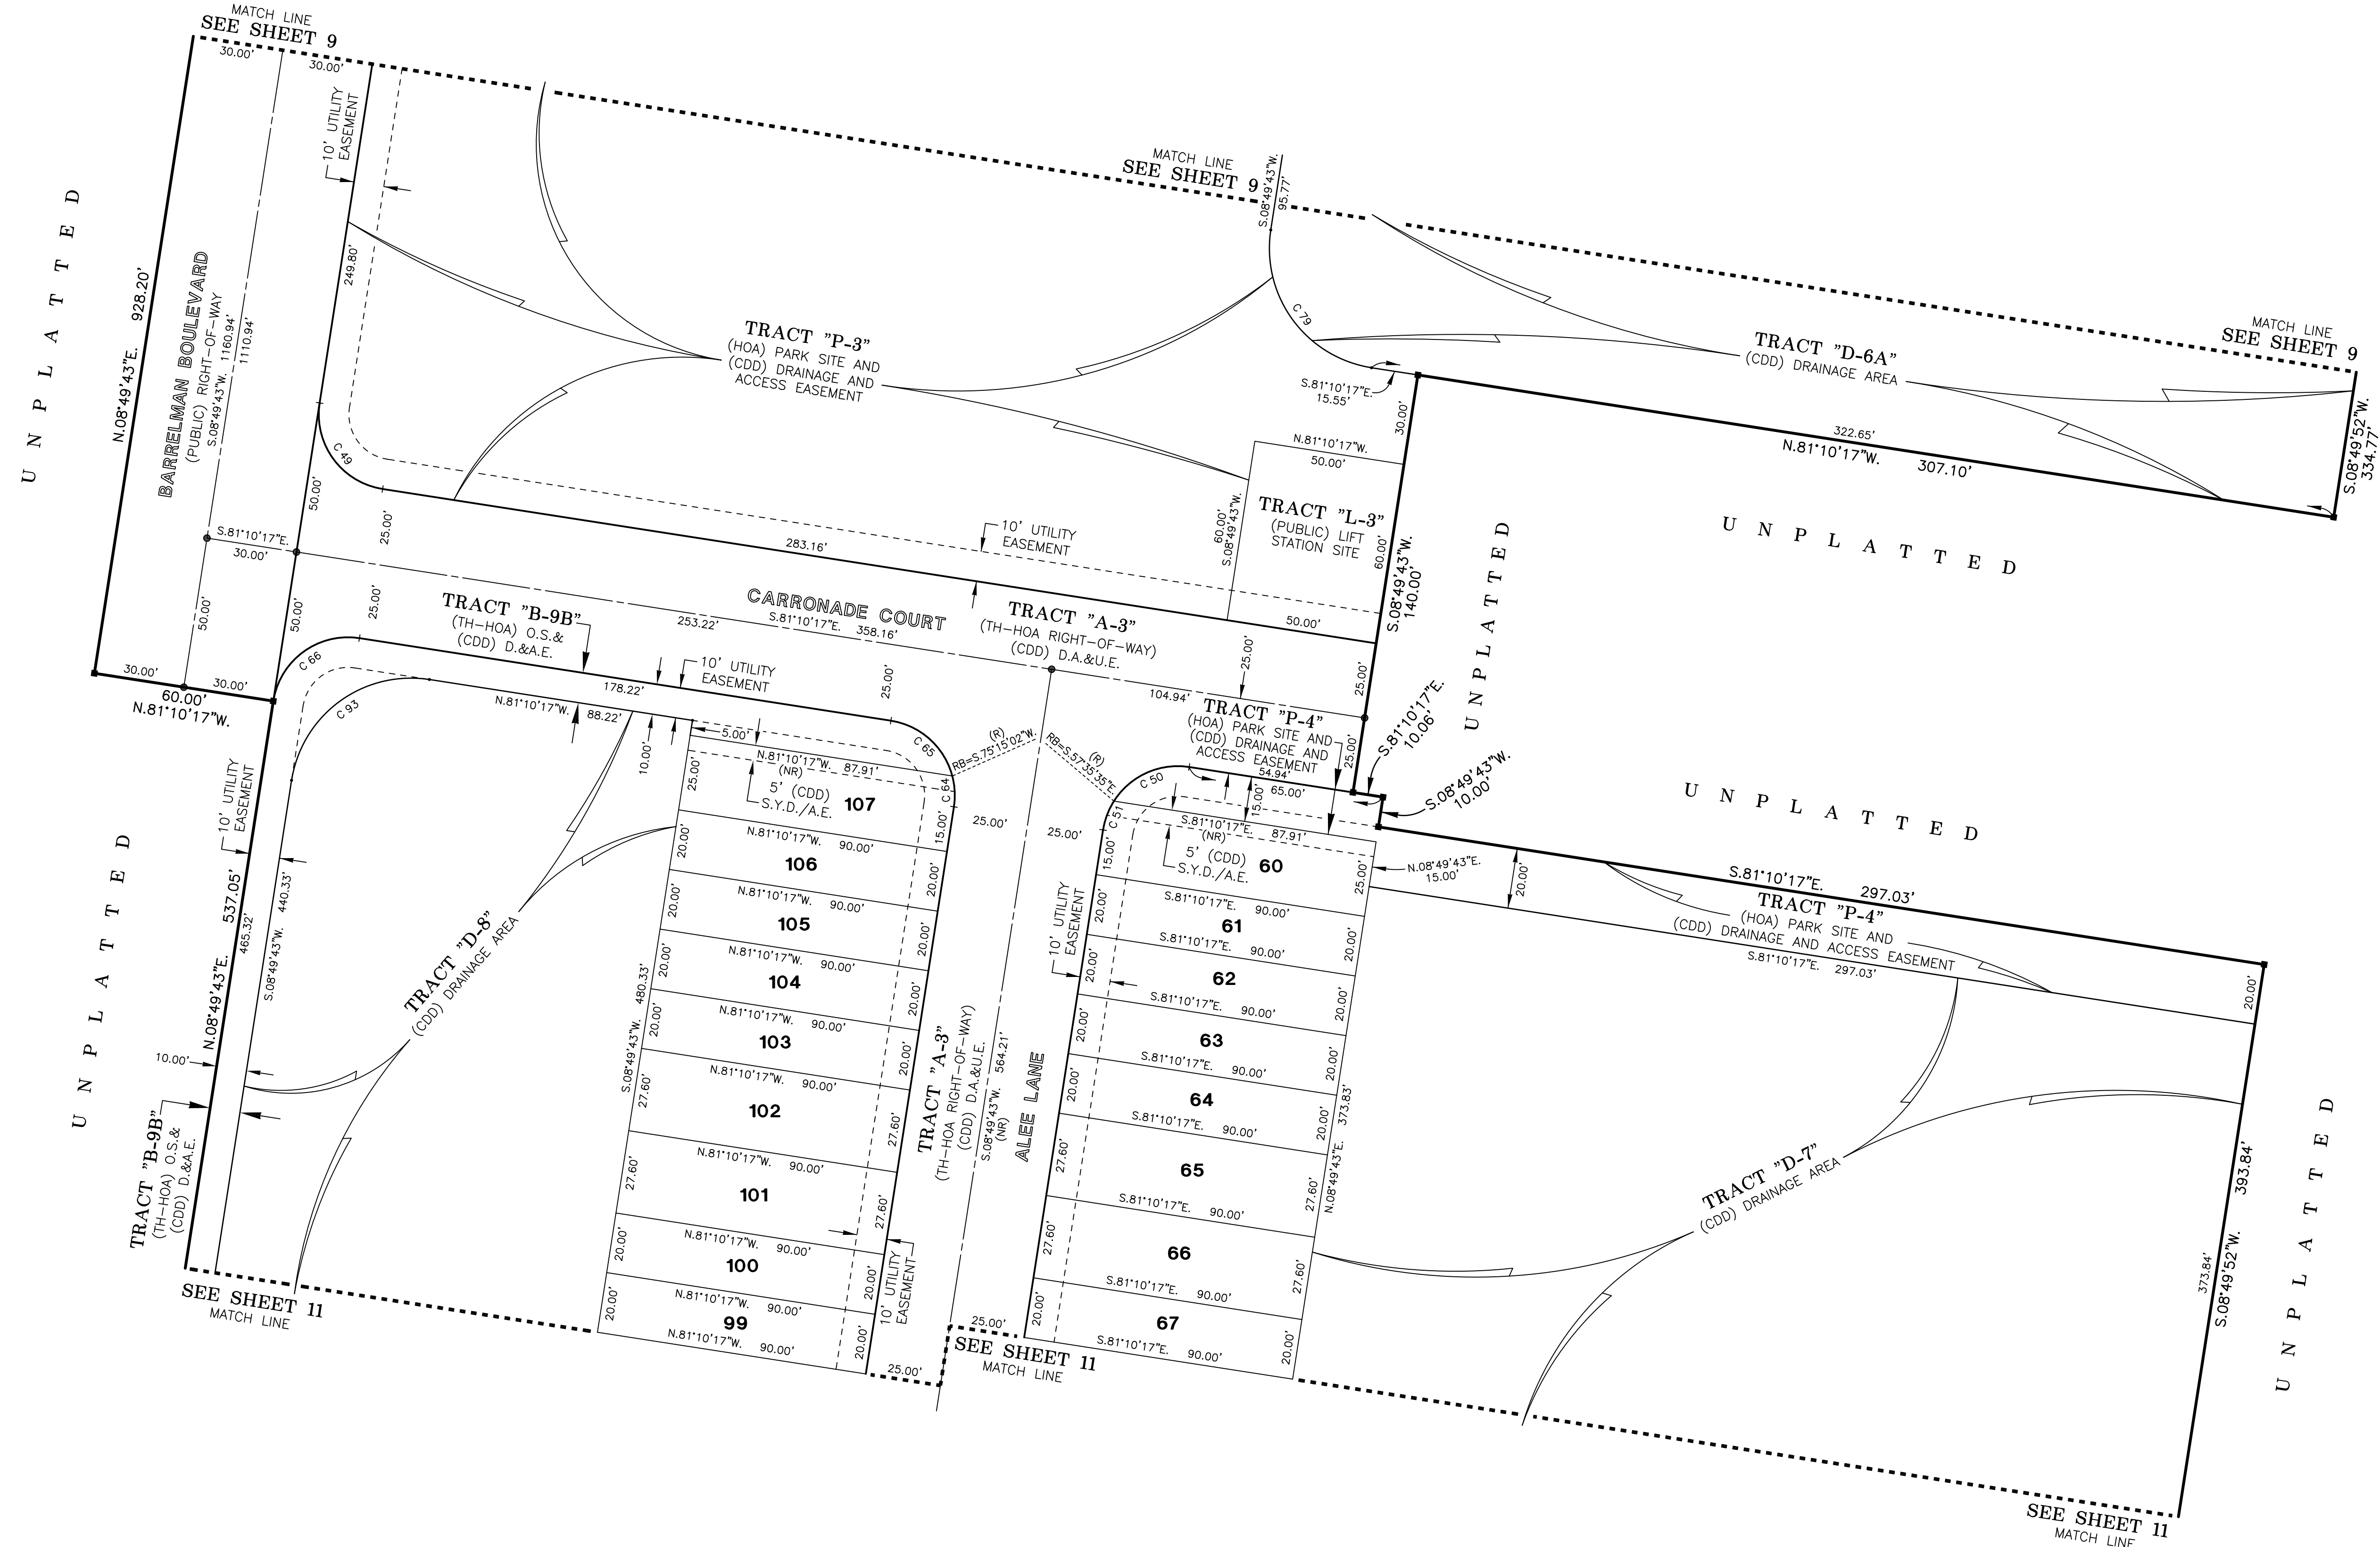 MATCH LINE
SEE SHEET 9
30.00'
30.00'
10' UTILITY
EASEMENT
UNPLATTED
N.08°49'43"E. 928.20'
BARRELMAN BOULEVARD
(PUBLIC) RIGHT-OF-WAY
S.08°49'43"W. 1160.94'
1110.94'
249.80'
C 49
50.00'
25.00'
S.81°10'17"E.
30.00'
50.00'
50.00'
25.00'
30.00'
30.00'
60.00'
N.81°10'17"W.
TRACT "P-3"
(HOA) PARK SITE AND
(CDD) DRAINAGE AND
ACCESS EASEMENT
MATCH LINE
SEE SHEET 9
S.08°49'43"W.
95.77'
C 79
S.81°10'17"E.
15.55'
30.00'
TRACT "D-6A"
(CDD) DRAINAGE AREA
MATCH LINE
SEE SHEET 9
322.65'
N.81°10'17"W. 307.10'
S.08°49'52"W.
334.77'
UNPLATTED
N.81°10'17"W.
50.00'
TRACT "L-3"
(PUBLIC) LIFT
STATION SITE
60.00'
S.08°49'43"W.
60.00'
S.08°49'43"W.
140.00'
UNPLATTED
50.00'
10' UTILITY
EASEMENT
283.16'
CARRONADE COURT
S.81°10'17"E. 358.16'
253.22'
TRACT "A-3"
(TH-HOA RIGHT-OF-WAY)
(CDD) D.A.&U.E.
25.00'
25.00'
104.94'
TRACT "B-9B"
(TH-HOA) O.S.&
(CDD) D.&A.E.
10' UTILITY
EASEMENT
178.22'
25.00'
C 66
C 93
N.81°10'17"W. 88.22'
10.00'
5.00'
C 65
C 64
RB=S.75°15'02"W.
(R)
RB=S.57°35'35"E.
(R)
TRACT "P-4"
(HOA) PARK SITE AND
(CDD) DRAINAGE AND
ACCESS EASEMENT
25.00'
S.81°10'17"E.
10.06'
S.08°49'43"W.
10.00'
54.94'
65.00'
15.00'
C 50
C 51
UNPLATTED
N.81°10'17"W. 87.91'
(NR)
5' (CDD)
S.Y.D./A.E.
107
25.00'
15.00'
N.81°10'17"W. 90.00'
106
20.00'
20.00'
N.81°10'17"W. 90.00'
105
20.00'
20.00'
N.81°10'17"W. 90.00'
104
20.00'
20.00'
N.81°10'17"W. 90.00'
103
20.00'
20.00'
N.81°10'17"W. 90.00'
102
27.60'
27.60'
N.81°10'17"W. 90.00'
101
27.60'
27.60'
N.81°10'17"W. 90.00'
100
20.00'
20.00'
N.81°10'17"W. 90.00'
99
20.00'
20.00'
N.81°10'17"W. 90.00'
S.08°49'43"W. 480.33'
10' UTILITY
EASEMENT
25.00'
25.00'
25.00'
TRACT "A-3"
(TH-HOA RIGHT-OF-WAY)
(CDD) D.A.&U.E.
S.08°49'43"W. 564.21'
(NR)
ALEE LANE
10' UTILITY
EASEMENT
S.81°10'17"E. 87.91'
(NR)
5' (CDD)
S.Y.D./A.E.
60
15.00'
25.00'
S.81°10'17"E. 90.00'
61
20.00'
20.00'
S.81°10'17"E. 90.00'
62
20.00'
20.00'
S.81°10'17"E. 90.00'
63
20.00'
20.00'
S.81°10'17"E. 90.00'
64
20.00'
20.00'
S.81°10'17"E. 90.00'
65
27.60'
27.60'
S.81°10'17"E. 90.00'
66
27.60'
27.60'
S.81°10'17"E. 90.00'
67
20.00'
20.00'
S.81°10'17"E. 90.00'
N.08°49'43"E. 373.83'
N.08°49'43"E.
15.00'
20.00'
S.81°10'17"E. 297.03'
TRACT "P-4"
(HOA) PARK SITE AND
(CDD) DRAINAGE AND ACCESS EASEMENT
S.81°10'17"E. 297.03'
20.00'
TRACT "D-7"
(CDD) DRAINAGE AREA
373.84'
S.08°49'52"W. 393.84'
UNPLATTED
10' UTILITY
EASEMENT
UNPLATTED
N.08°49'43"E. 537.05'
465.32'
S.08°49'43"W. 440.33'
TRACT "D-8"
(CDD) DRAINAGE AREA
10.00'
TRACT "B-9B"
(TH-HOA) O.S.&
(CDD) D.&A.E.
SEE SHEET 11
MATCH LINE
25.00'
SEE SHEET 11
MATCH LINE
SEE SHEET 11
MATCH LINE